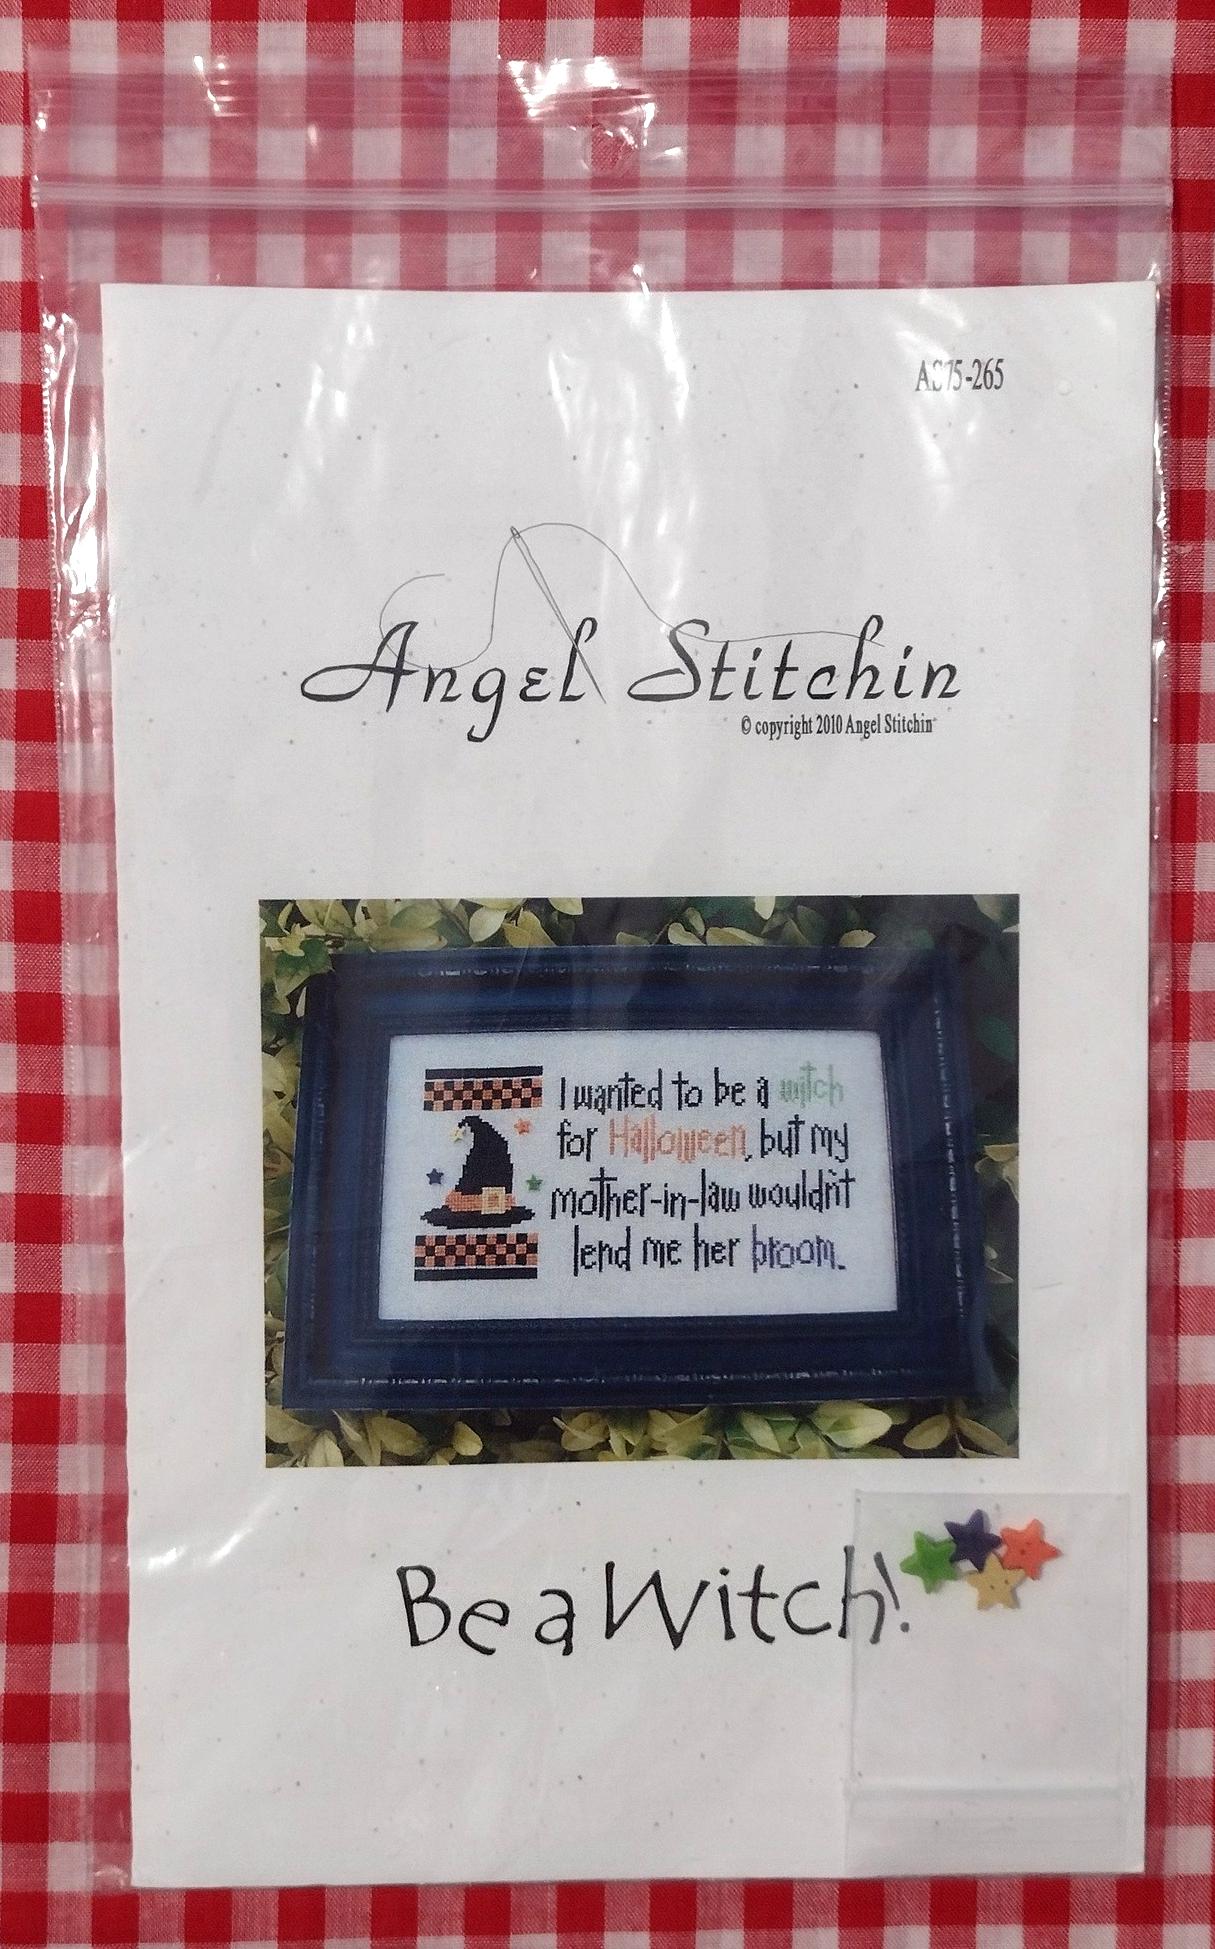 AS75-265
Angel Stitchin
© copyright 2010 Angel Stitchin
I wanted to be a witch
for Halloween, but my
mother-in-law wouldn't
lend me her broom.
Be a Witch!